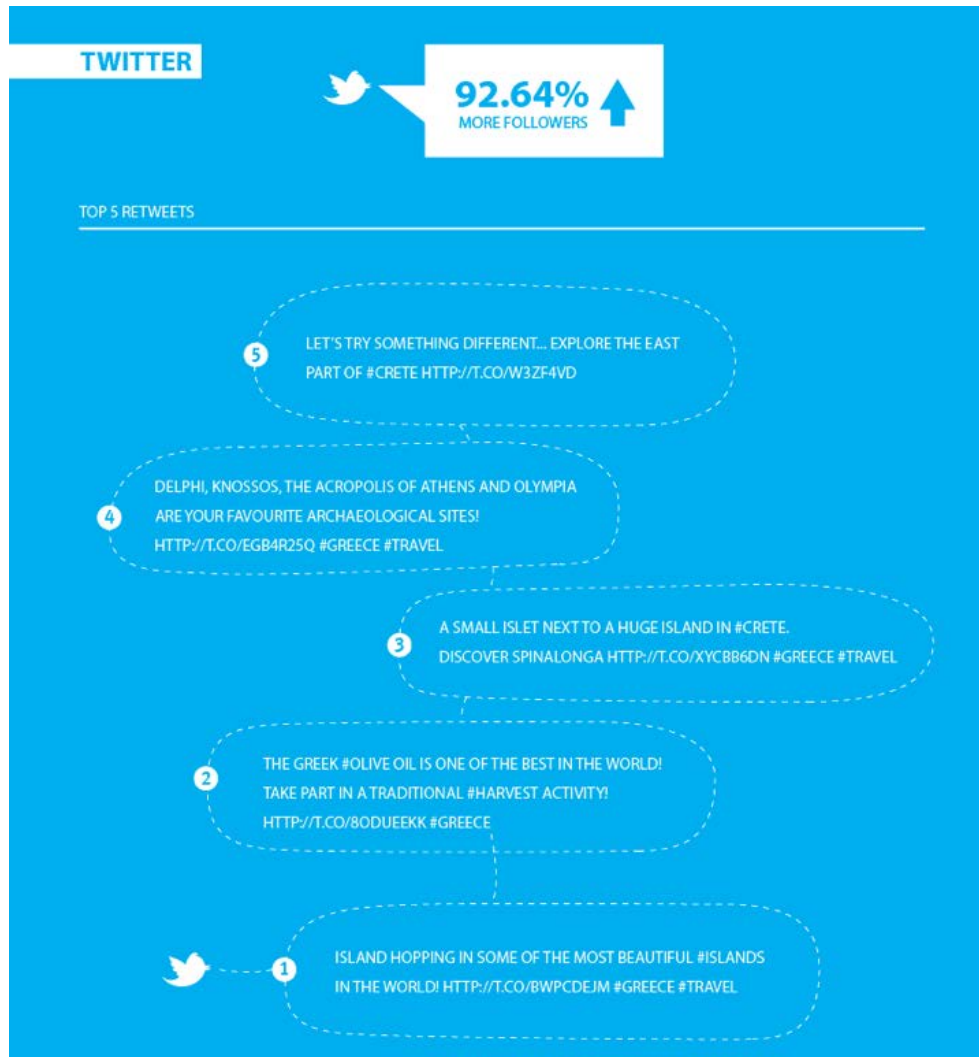 TWITTER
92.64%
MORE FOLLOWERS
TOP 5 RETWEETS
5
LET'S TRY SOMETHING DIFFERENT... EXPLORE THE EAST
PART OF #CRETE HTTP://T.CO/W3ZF4VD
4
DELPHI, KNOSSOS, THE ACROPOLIS OF ATHENS AND OLYMPIA
ARE YOUR FAVOURITE ARCHAEOLOGICAL SITES!
HTTP://T.CO/EGB4R25Q #GREECE #TRAVEL
3
A SMALL ISLET NEXT TO A HUGE ISLAND IN #CRETE.
DISCOVER SPINALONGA HTTP://T.CO/XYCBB6DN #GREECE #TRAVEL
2
THE GREEK #OLIVE OIL IS ONE OF THE BEST IN THE WORLD!
TAKE PART IN A TRADITIONAL #HARVEST ACTIVITY!
HTTP://T.CO/8ODUEEKK #GREECE
1
ISLAND HOPPING IN SOME OF THE MOST BEAUTIFUL #ISLANDS
IN THE WORLD! HTTP://T.CO/BWPCDEJM #GREECE #TRAVEL